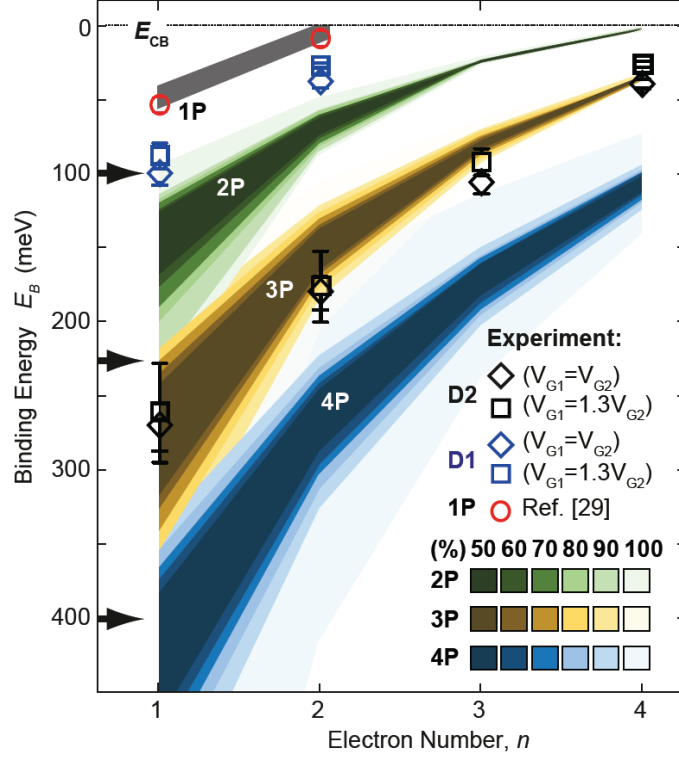 0
100
200
300
400
Binding Energy E_B (meV)
E_CB
1P
2P
3P
4P
Experiment:
D2
(V_G1=V_G2)
(V_G1=1.3V_G2)
D1
(V_G1=V_G2)
(V_G1=1.3V_G2)
1P Ref. [29]
(%) 50 60 70 80 90 100
2P
3P
4P
1 2 3 4
Electron Number, n